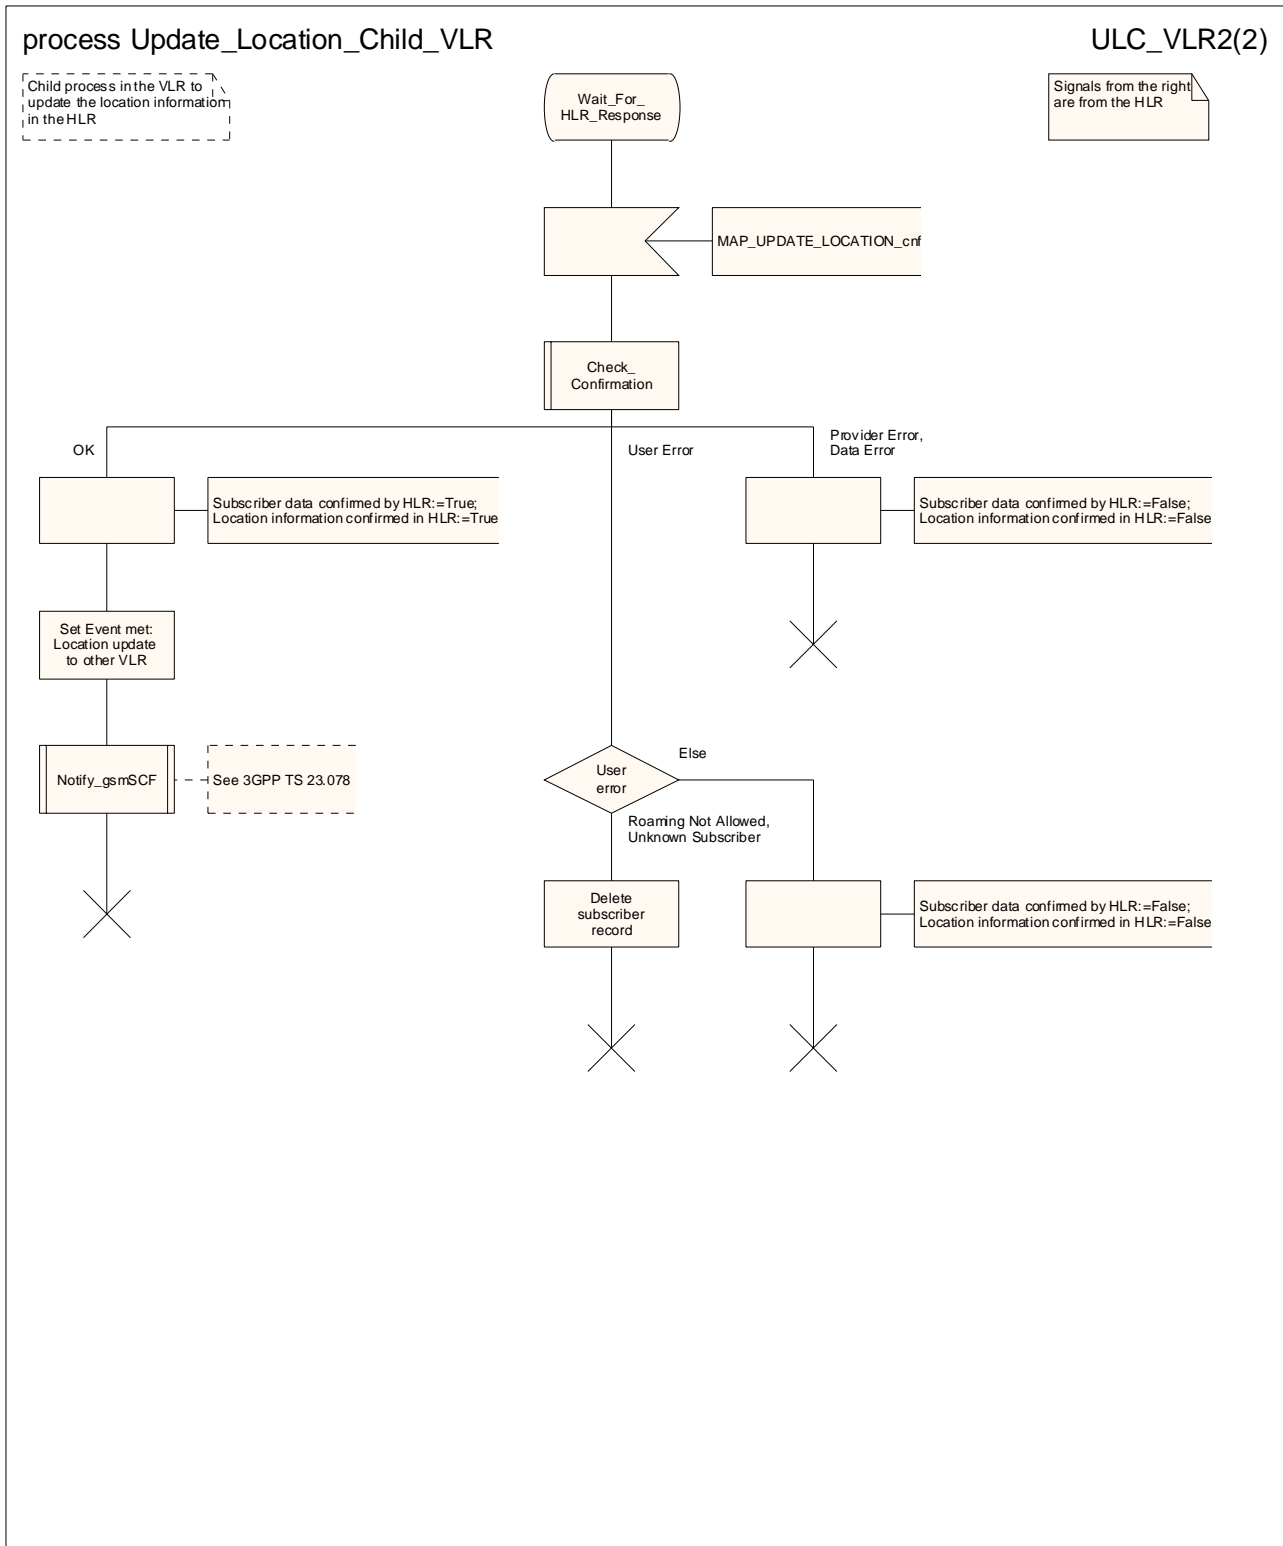 process Update_Location_Child_VLR
ULC_VLR2(2)
Child process in the VLR to
update the location information
in the HLR
Wait_For_
HLR_Response
Signals from the right
are from the HLR
MAP_UPDATE_LOCATION_cnf
Check_
Confirmation
OK
User Error
Provider Error,
Data Error
Subscriber data confirmed by HLR:=True;
Location information confirmed in HLR:=True
Subscriber data confirmed by HLR:=False;
Location information confirmed in HLR:=False
Set Event met:
Location update
to other VLR
Notify_gsmSCF
See 3GPP TS 23.078
User
error
Else
Roaming Not Allowed,
Unknown Subscriber
Delete
subscriber
record
Subscriber data confirmed by HLR:=False;
Location information confirmed in HLR:=False